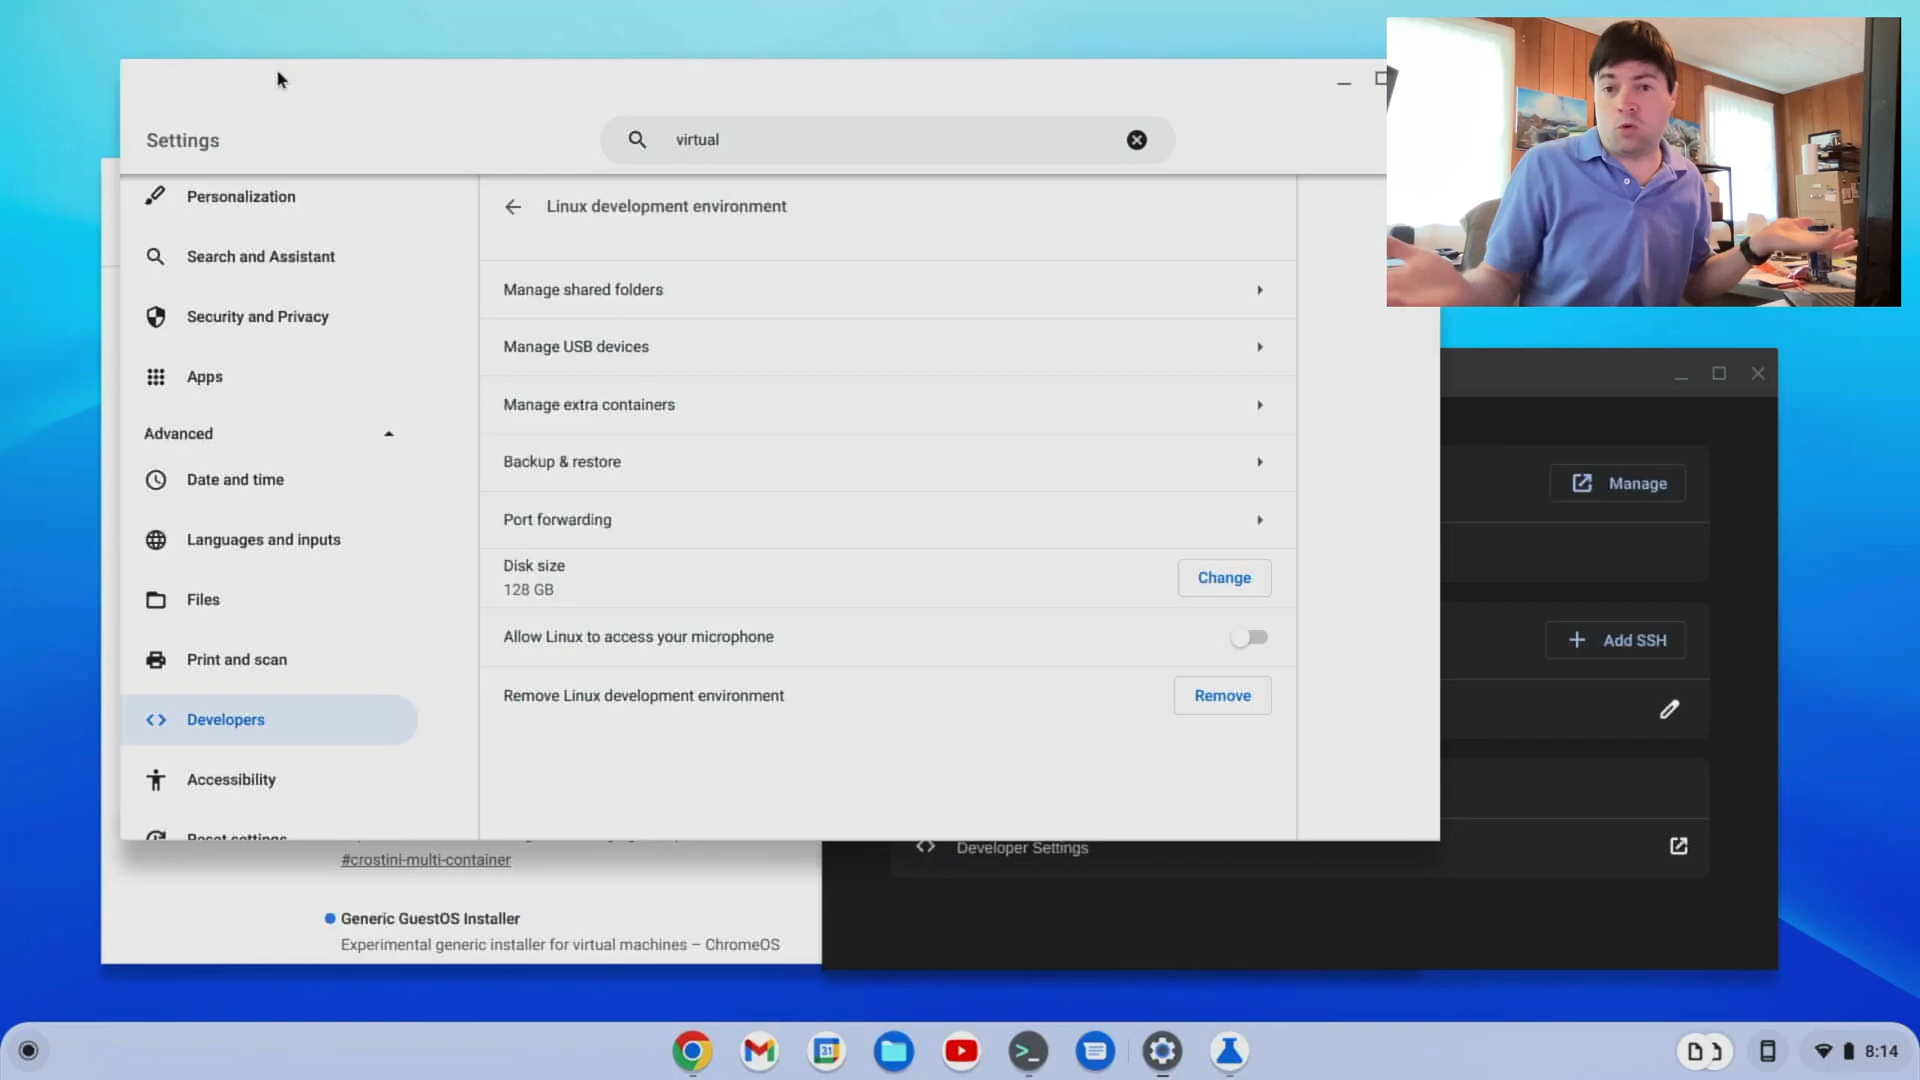 Settings
virtual
Personalization
Search and Assistant
Security and Privacy
Apps
Advanced
Date and time
Languages and inputs
Files
Print and scan
Developers
Accessibility
Reset settings
Linux development environment
Manage shared folders
Manage USB devices
Manage extra containers
Backup & restore
Port forwarding
Disk size
128 GB
Change
Allow Linux to access your microphone
Remove Linux development environment
Remove
Manage
Add SSH
Developer Settings
#crostini-multi-container
Generic GuestOS Installer
Experimental generic installer for virtual machines – ChromeOS
31
8:14